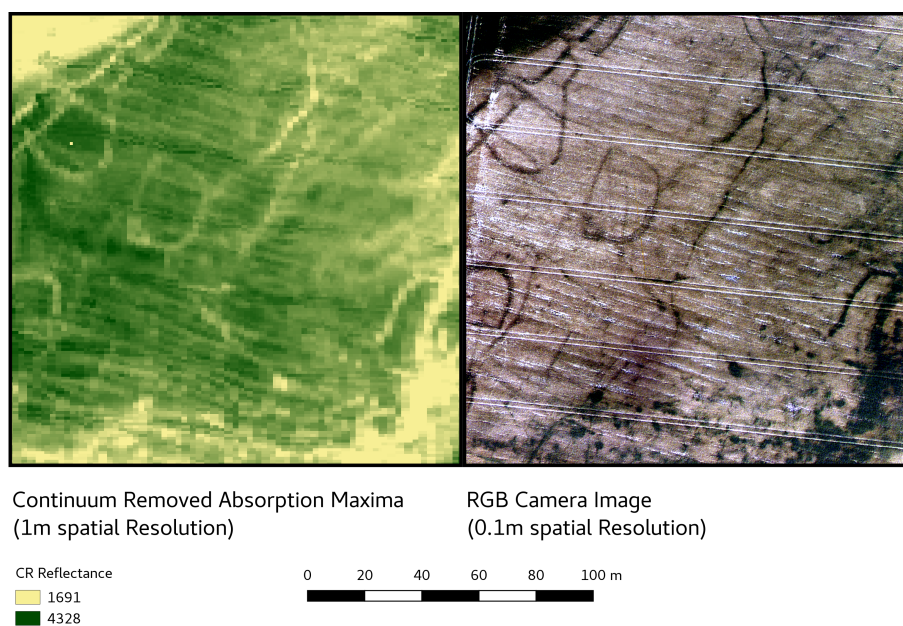 Continuum Removed Absorption Maxima
(1m spatial Resolution)
RGB Camera Image
(0.1m spatial Resolution)
CR Reflectance
1691
4328
0 20 40 60 80 100 m